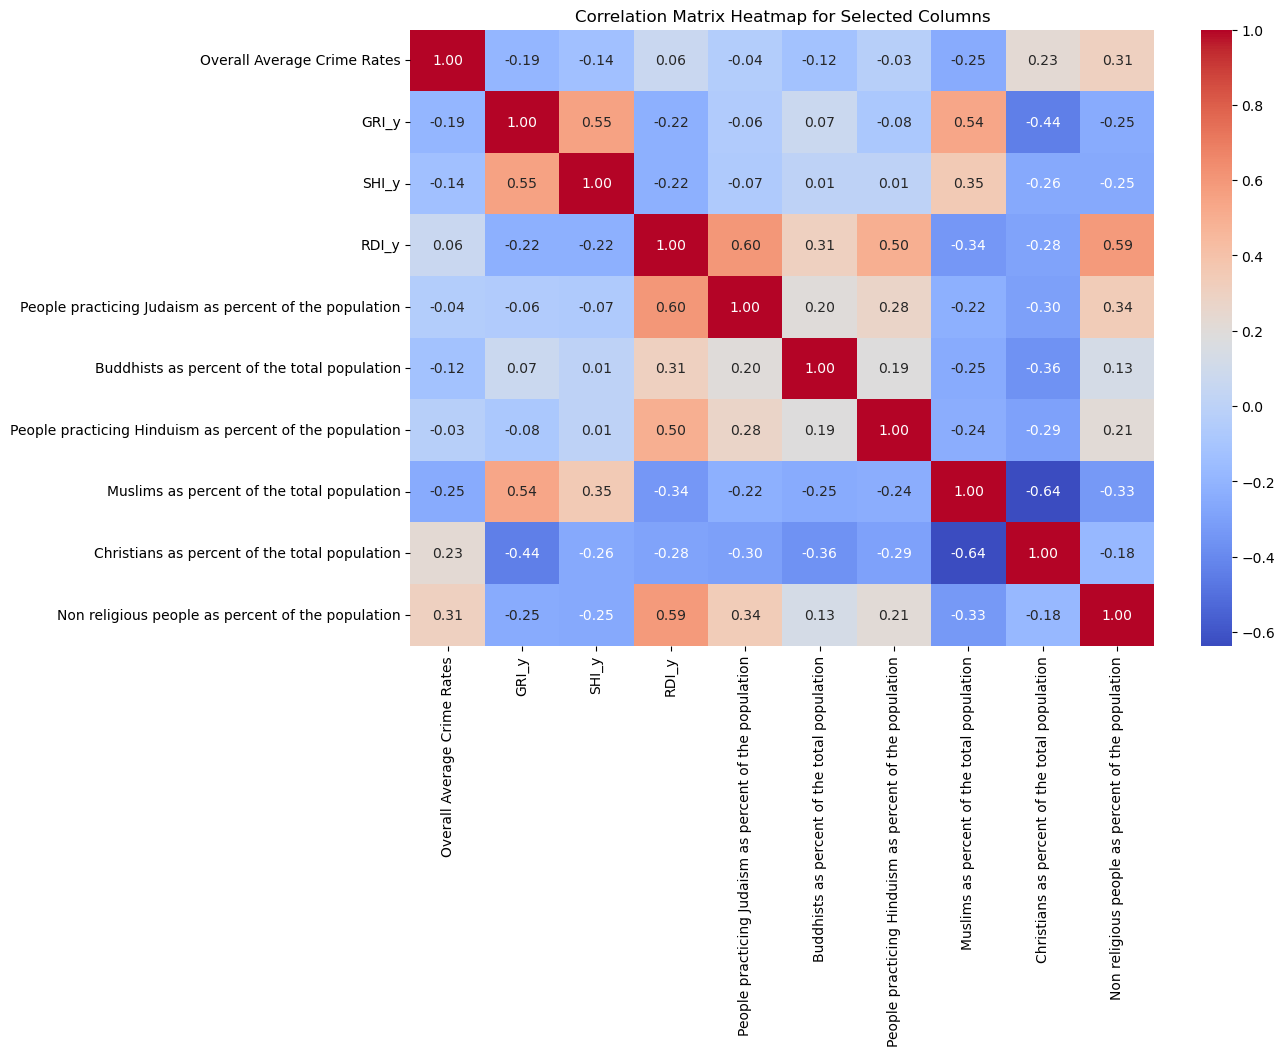 Correlation Matrix Heatmap for Selected Columns
Overall Average Crime Rates 1.00 -0.19 -0.14 0.06 -0.04 -0.12 -0.03 -0.25 0.23 0.31
GRI_y -0.19 1.00 0.55 -0.22 -0.06 0.07 -0.08 0.54 -0.44 -0.25
SHI_y -0.14 0.55 1.00 -0.22 -0.07 0.01 0.01 0.35 -0.26 -0.25
RDI_y 0.06 -0.22 -0.22 1.00 0.60 0.31 0.50 -0.34 -0.28 0.59
People practicing Judaism as percent of the population -0.04 -0.06 -0.07 0.60 1.00 0.20 0.28 -0.22 -0.30 0.34
Buddhists as percent of the total population -0.12 0.07 0.01 0.31 0.20 1.00 0.19 -0.25 -0.36 0.13
People practicing Hinduism as percent of the population -0.03 -0.08 0.01 0.50 0.28 0.19 1.00 -0.24 -0.29 0.21
Muslims as percent of the total population -0.25 0.54 0.35 -0.34 -0.22 -0.25 -0.24 1.00 -0.64 -0.33
Christians as percent of the total population 0.23 -0.44 -0.26 -0.28 -0.30 -0.36 -0.29 -0.64 1.00 -0.18
Non religious people as percent of the population 0.31 -0.25 -0.25 0.59 0.34 0.13 0.21 -0.33 -0.18 1.00
Overall Average Crime Rates
GRI_y
SHI_y
RDI_y
People practicing Judaism as percent of the population
Buddhists as percent of the total population
People practicing Hinduism as percent of the population
Muslims as percent of the total population
Christians as percent of the total population
Non religious people as percent of the population
1.0
0.8
0.6
0.4
0.2
0.0
−0.2
−0.4
−0.6